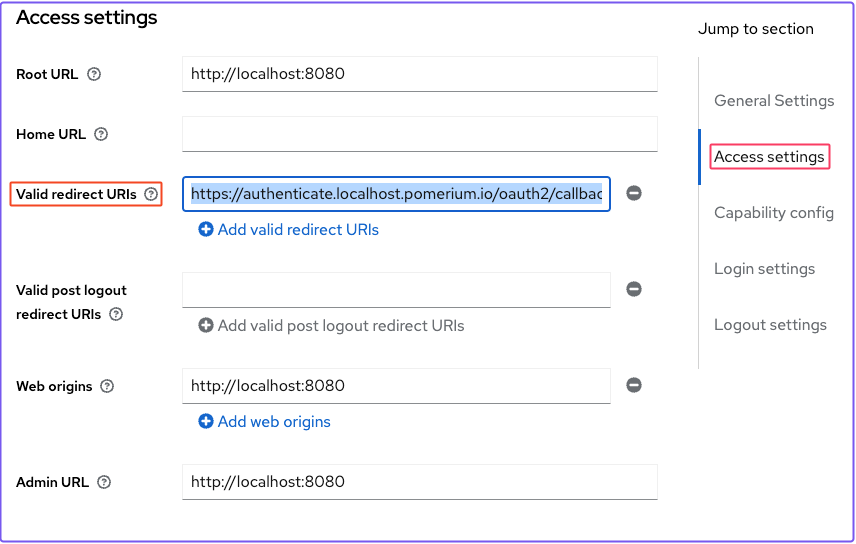 Access settings
Jump to section
Root URL
http://localhost:8080
General Settings
Home URL
Access settings
Valid redirect URIs
https://authenticate.localhost.pomerium.io/oauth2/callbac
Add valid redirect URIs
Capability config
Login settings
Valid post logout
redirect URIs
Add valid post logout redirect URIs
Logout settings
Web origins
http://localhost:8080
Add web origins
Admin URL
http://localhost:8080